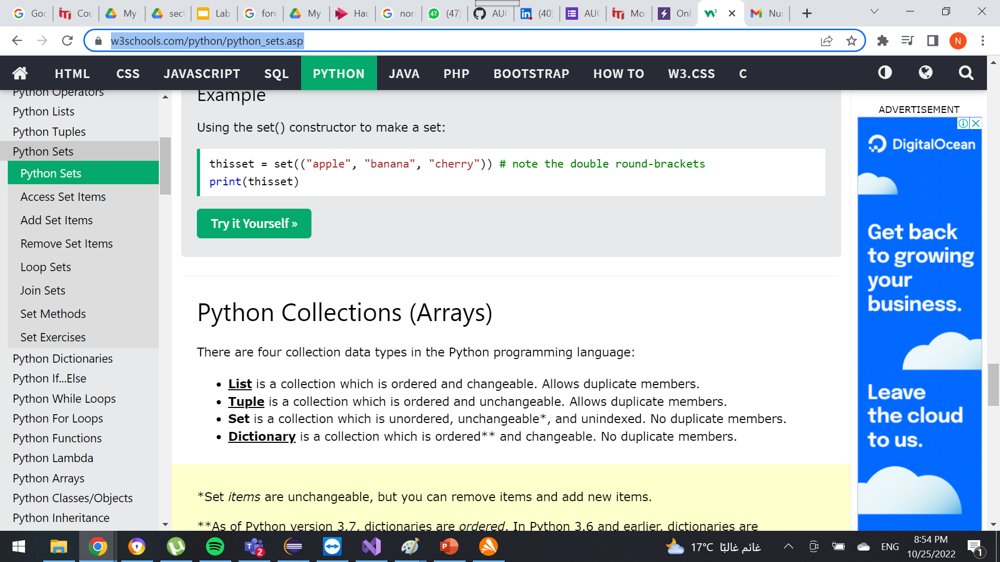 Goo
Cou
My
sect
Lab
forv
My
Hac
non
47
(47)
AUC
(40)
AUC
Mo
Onl
Nur
w3schools.com/python/python_sets.asp
N
HTML CSS JAVASCRIPT SQL PYTHON JAVA PHP BOOTSTRAP HOW TO W3.CSS C
Python Operators
Python Lists
Python Tuples
Python Sets
Python Sets
Access Set Items
Add Set Items
Remove Set Items
Loop Sets
Join Sets
Set Methods
Set Exercises
Python Dictionaries
Python If...Else
Python While Loops
Python For Loops
Python Functions
Python Lambda
Python Arrays
Python Classes/Objects
Python Inheritance
Example
Using the set() constructor to make a set:
thisset = set(("apple", "banana", "cherry")) # note the double round-brackets
print(thisset)
Try it Yourself »
Python Collections (Arrays)
There are four collection data types in the Python programming language:
• List is a collection which is ordered and changeable. Allows duplicate members.
• Tuple is a collection which is ordered and unchangeable. Allows duplicate members.
• Set is a collection which is unordered, unchangeable*, and unindexed. No duplicate members.
• Dictionary is a collection which is ordered** and changeable. No duplicate members.
*Set items are unchangeable, but you can remove items and add new items.
**As of Python version 3.7, dictionaries are ordered. In Python 3.6 and earlier, dictionaries are
ADVERTISEMENT
DigitalOcean
Get back
to growing
your
business.
Leave
the cloud
to us.
17°C غائم غالبًا
ENG
8:54 PM
10/25/2022
1